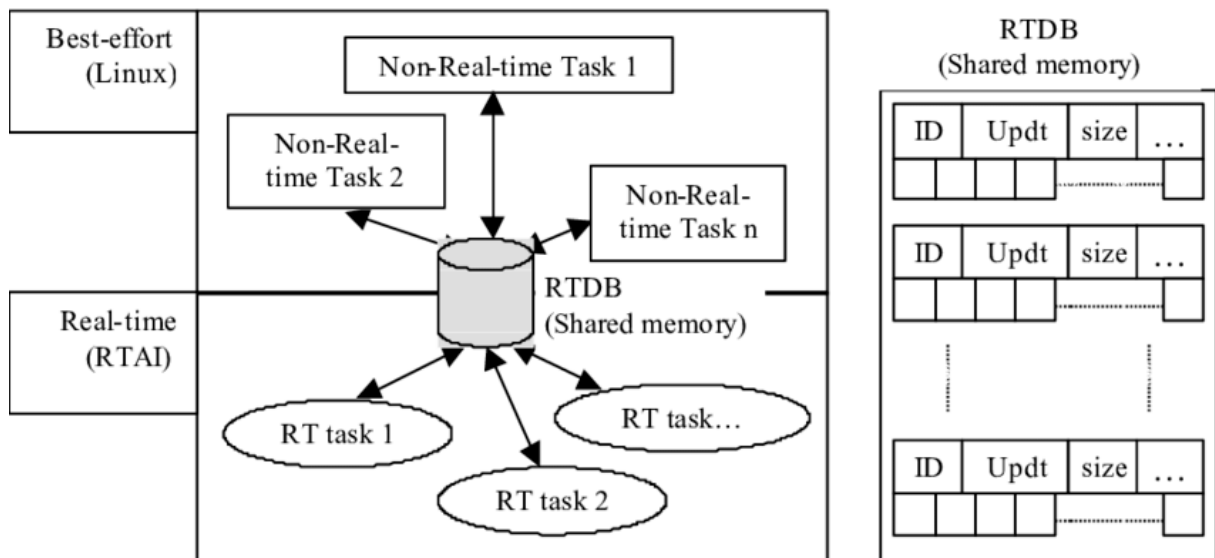 Best-effort
(Linux)
Non-Real-time Task 1
Non-Real-
time Task 2
Non-Real-
time Task n
RTDB
(Shared memory)
Real-time
(RTAI)
RT task 1
RT task...
RT task 2
RTDB
(Shared memory)
ID Updt size ...
ID Updt size ...
ID Updt size ...